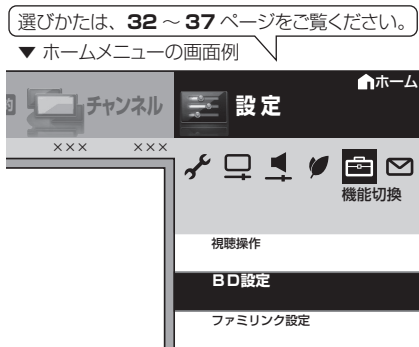 選びかたは、32 ～ 37 ページをご覧ください。
▼ ホームメニューの画面例
ホーム
チャンネル
設定
××× ×××
機能切換
視聴操作
BD設定
ファミリンク設定